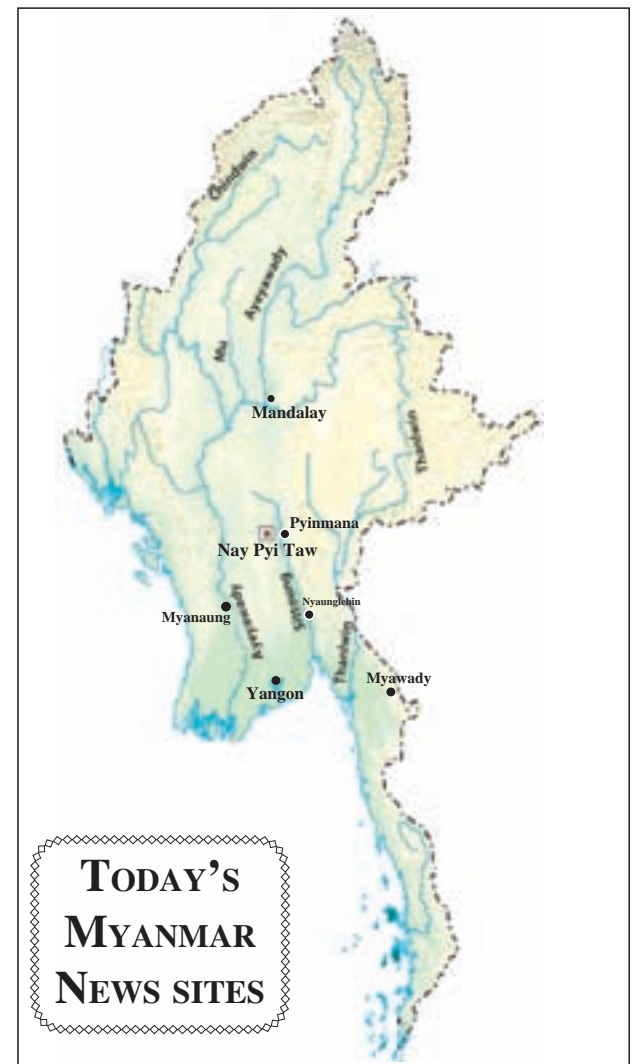 Chindwin
Ayeyawady
Mu
Mandalay
Thanlwin
Pyinmana
Nay Pyi Taw
Sittoung
Nyaunglebin
Myanaung
Ayeyawady
Thanlwin
Myawady
Yangon
TODAY'S
MYANMAR
NEWS SITES